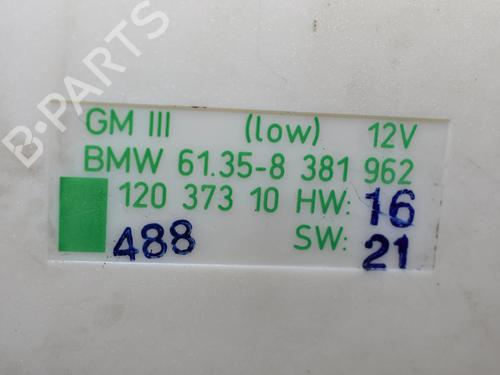 B-PARTS
GM III (low) 12V
BMW 61.35-8 381 962
120 373 10 HW: 16
488 SW: 21